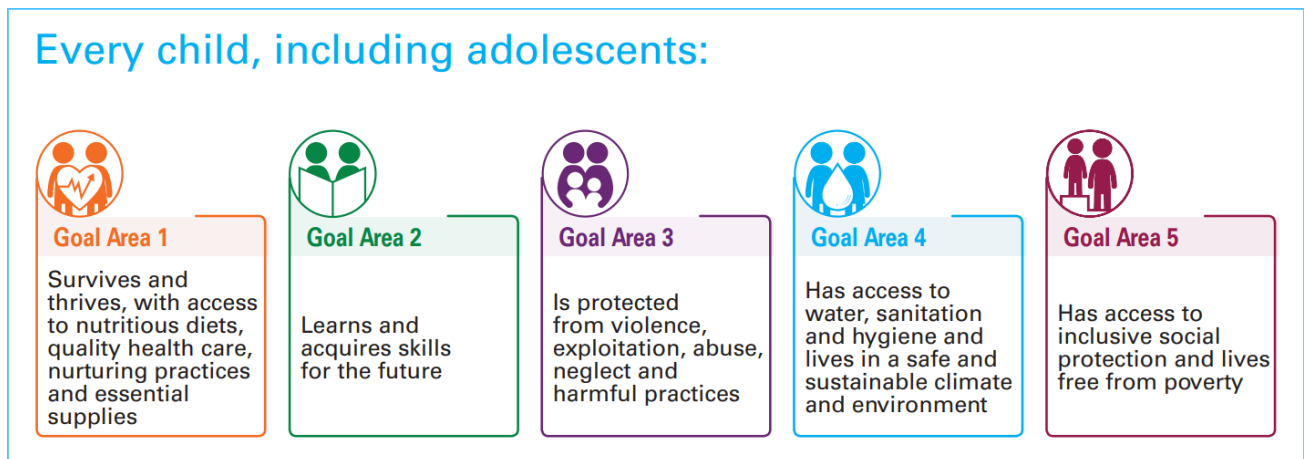 Every child, including adolescents:
Goal Area 1
Survives and
thrives, with access
to nutritious diets,
quality health care,
nurturing practices
and essential
supplies
Goal Area 2
Learns and
acquires skills
for the future
Goal Area 3
Is protected
from violence,
exploitation, abuse,
neglect and
harmful practices
Goal Area 4
Has access to
water, sanitation
and hygiene and
lives in a safe and
sustainable climate
and environment
Goal Area 5
Has access to
inclusive social
protection and lives
free from poverty